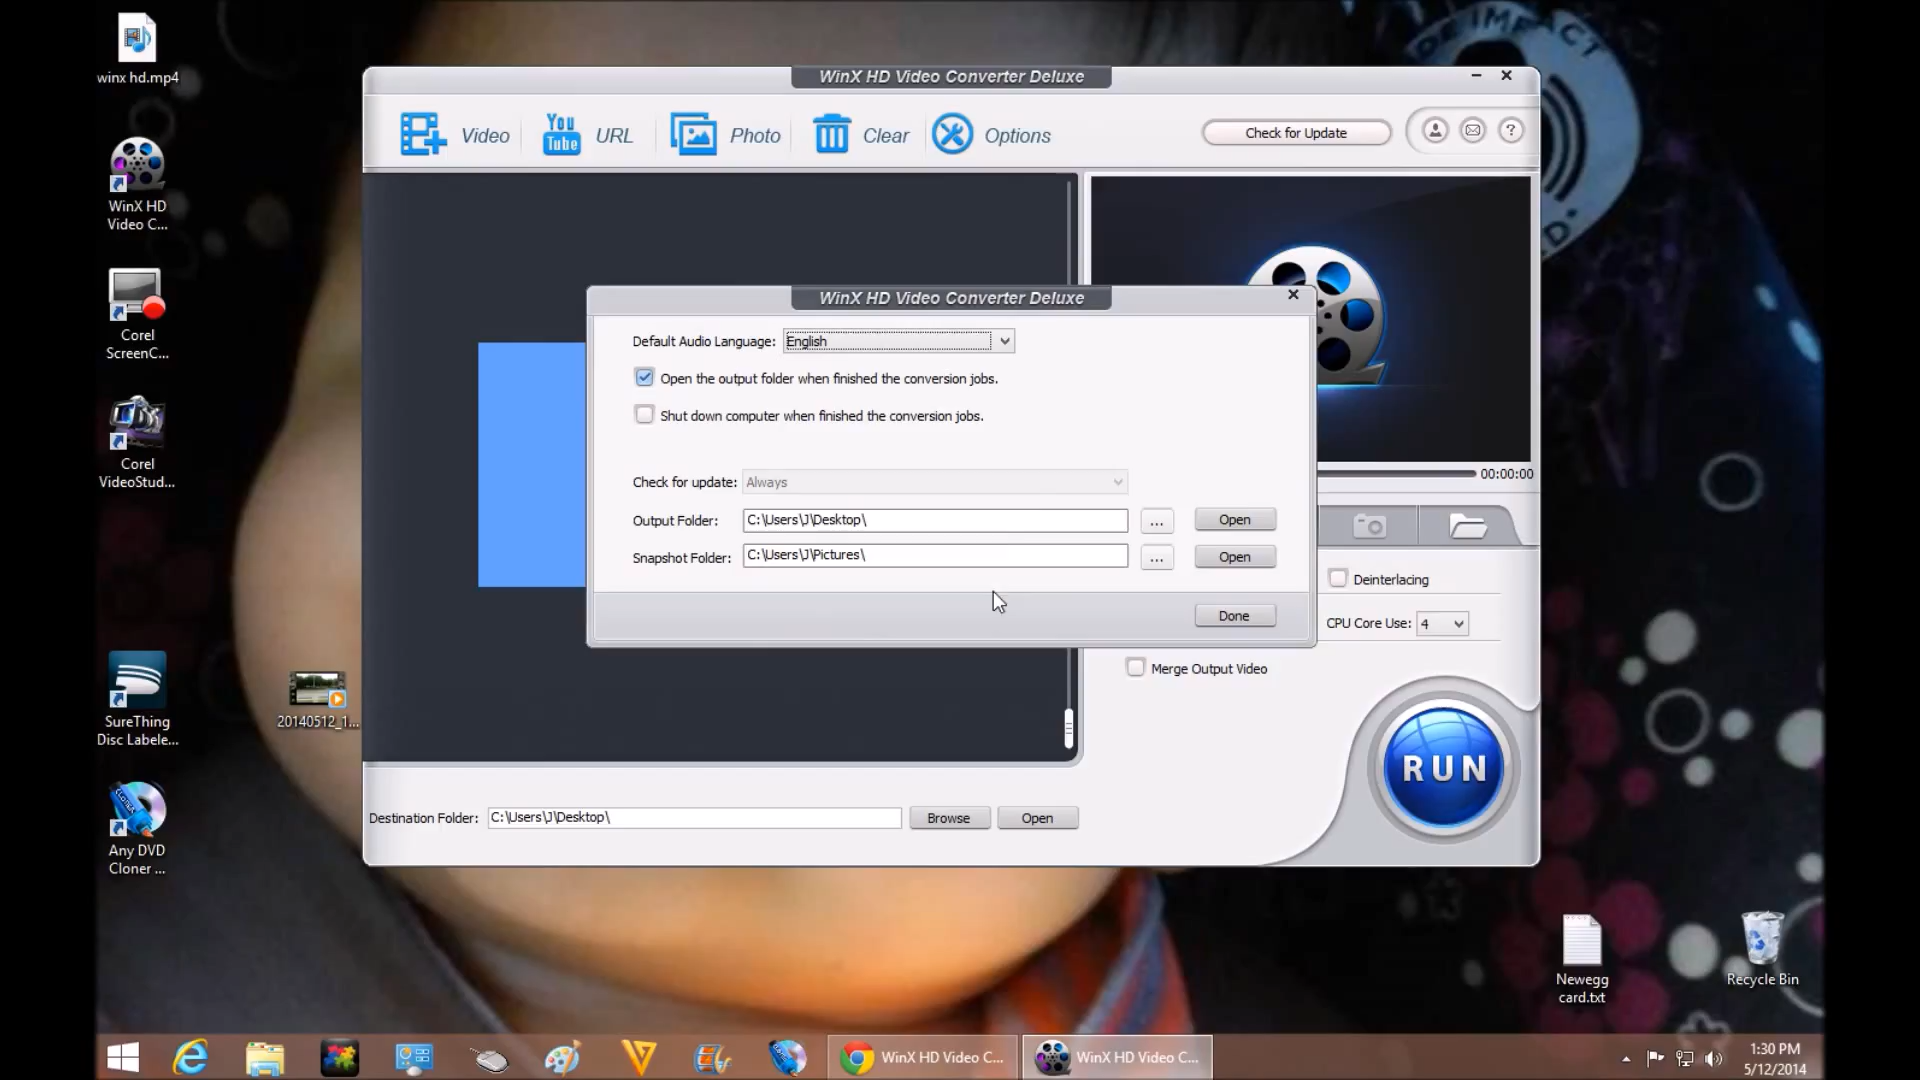 winx hd.mp4
WinX HD
Video C...
Corel
ScreenC...
Corel
VideoStud...
SureThing
Disc Labele...
20140512_1...
Any DVD
Cloner ...
WinX HD Video Converter Deluxe
Video
You
Tube
URL
Photo
Clear
Options
Check for Update
?
WinX HD Video Converter Deluxe
Default Audio Language: English
Open the output folder when finished the conversion jobs.
Shut down computer when finished the conversion jobs.
Check for update: Always
Output Folder: C:\Users\J\Desktop\ ... Open
Snapshot Folder: C:\Users\J\Pictures\ ... Open
Done
00:00:00
Deinterlacing
CPU Core Use: 4
Merge Output Video
RUN
Destination Folder: C:\Users\J\Desktop\ Browse Open
DE IMPACT
Newegg
card.txt
Recycle Bin
WinX HD Video C...
WinX HD Video C...
1:30 PM
5/12/2014